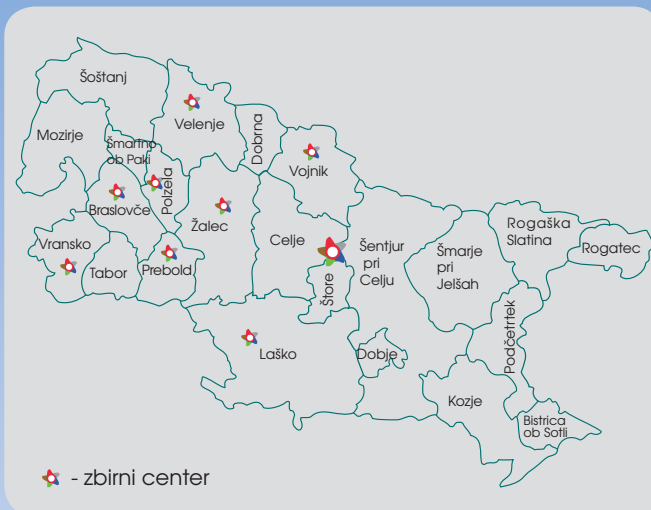 Šoštanj
Mozirje
Velenje
Šmartno
ob Paki
Dobrna
Vojnik
Polzela
Braslovče
Žalec
Vransko
Tabor
Prebold
Celje
Štore
Šentjur
pri
Celju
Šmarje
pri
Jelšah
Rogaška
Slatina
Rogatec
Podčetrtek
Laško
Dobje
Kozje
Bistrica
ob Sotli
- zbirni center